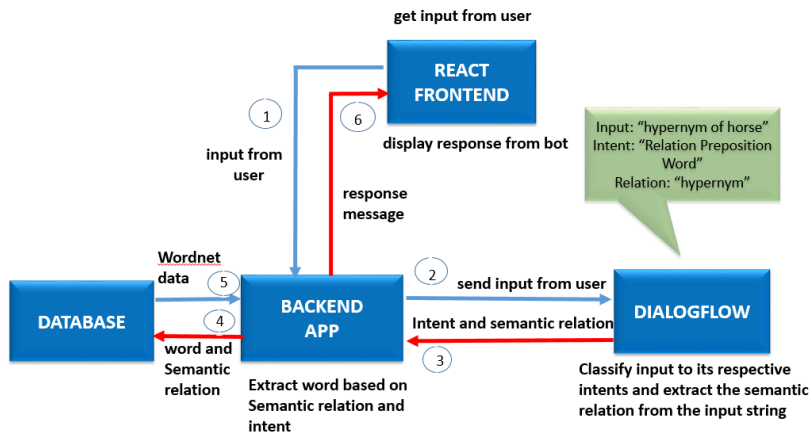 get input from user
REACT
FRONTEND
1
6
input from
user
display response from bot
response
message
Input: “hypernym of horse”
Intent: “Relation Preposition
Word”
Relation: “hypernym”
Wordnet
data
5
4
DATABASE
word and
Semantic
relation
BACKEND
APP
Extract word based on
Semantic relation and
intent
2
send input from user
Intent and semantic relation
3
DIALOGFLOW
Classify input to its respective
intents and extract the semantic
relation from the input string